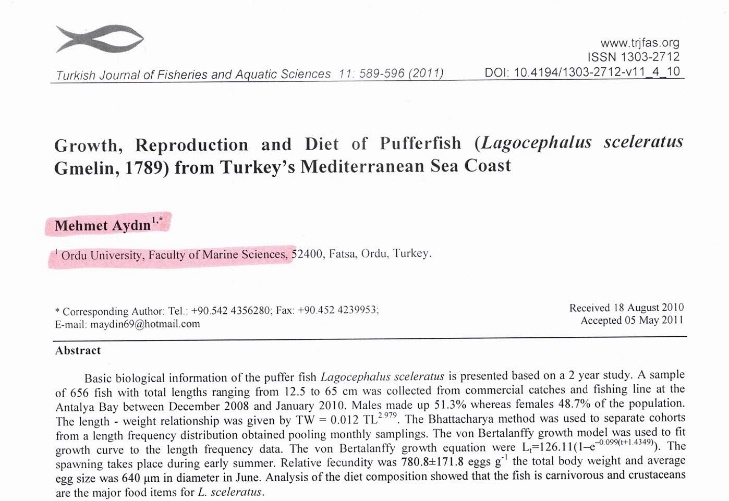 www.trjfas.org
ISSN 1303-2712
Turkish Journal of Fisheries and Aquatic Sciences 11: 589-596 (2011)
DOI: 10.4194/1303-2712-v11_4_10
Growth, Reproduction and Diet of Pufferfish (Lagocephalus sceleratus
Gmelin, 1789) from Turkey's Mediterranean Sea Coast
Mehmet Aydın1,*
1 Ordu University, Faculty of Marine Sciences, 52400, Fatsa, Ordu, Turkey.
* Corresponding Author: Tel.: +90.542 4356280; Fax: +90.452 4239953;
E-mail: maydin69@hotmail.com
Received 18 August 2010
Accepted 05 May 2011
Abstract
Basic biological information of the puffer fish Lagocephalus sceleratus is presented based on a 2 year study. A sample
of 656 fish with total lengths ranging from 12.5 to 65 cm was collected from commercial catches and fishing line at the
Antalya Bay between December 2008 and January 2010. Males made up 51.3% whereas females 48.7% of the population.
The length - weight relationship was given by TW = 0.012 TL2.979. The Bhattacharya method was used to separate cohorts
from a length frequency distribution obtained pooling monthly samplings. The von Bertalanffy growth model was used to fit
growth curve to the length frequency data. The von Bertalanffy growth equation were Lt=126.11(1–e-0.099(t+1.4349)). The
spawning takes place during early summer. Relative fecundity was 780.8±171.8 eggs g-1 the total body weight and average
egg size was 640 µm in diameter in June. Analysis of the diet composition showed that the fish is carnivorous and crustaceans
are the major food items for L. sceleratus.